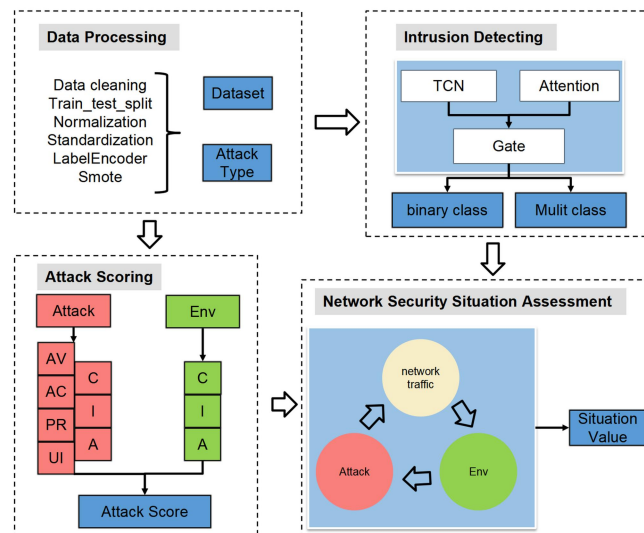 Data Processing
Data cleaning
Train_test_split
Normalization
Standardization
LabelEncoder
Smote
Dataset
Attack
Type
Intrusion Detecting
TCN
Attention
Gate
binary class
Mulit class
Attack Scoring
Attack
Env
AV
AC
PR
UI
C
I
A
C
I
A
Attack Score
Network Security Situation Assessment
network
traffic
Attack
Env
Situation
Value